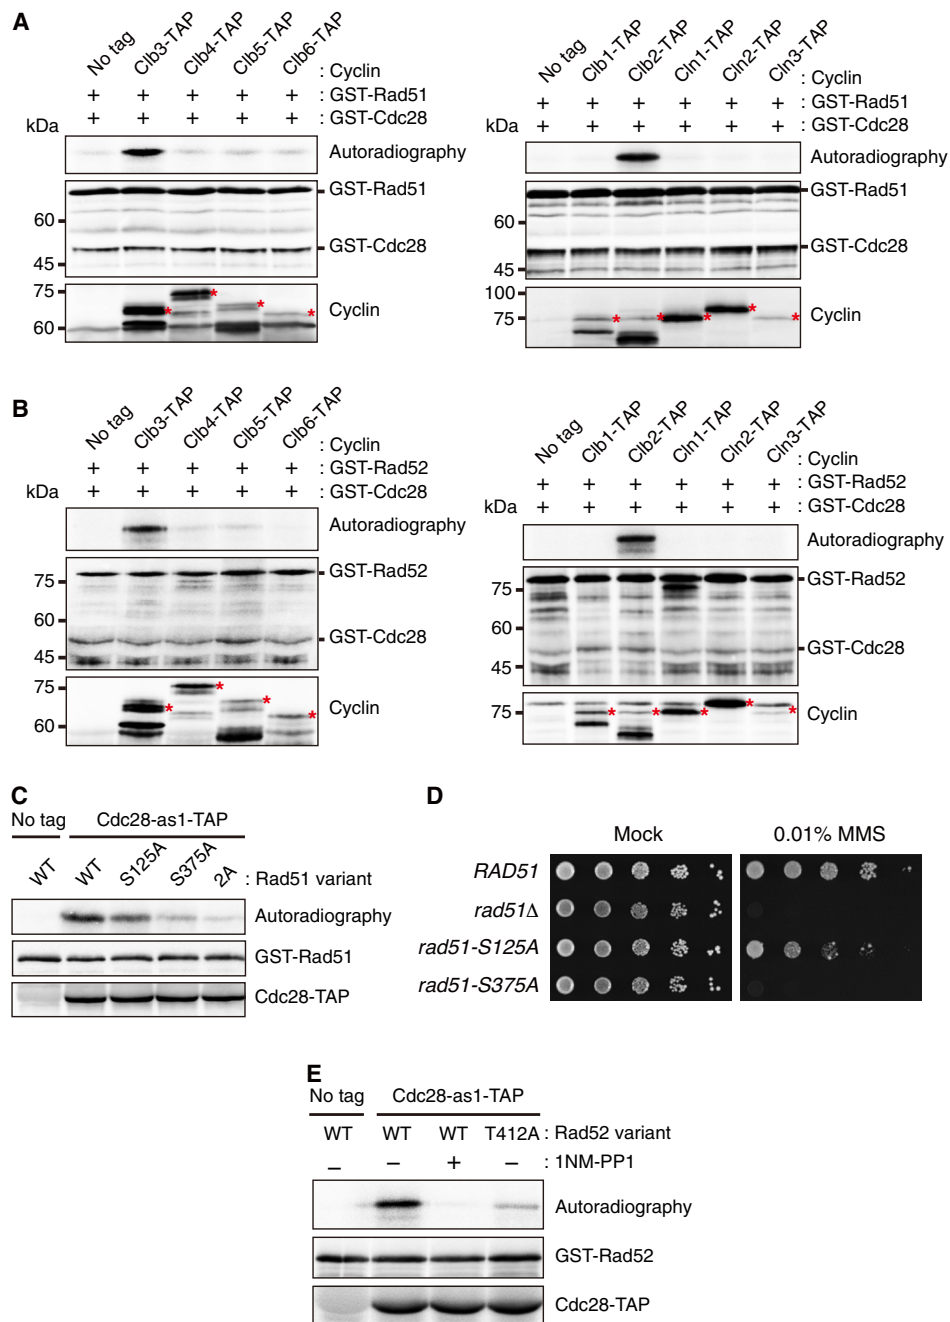 A
No tag Clb3-TAP Clb4-TAP Clb5-TAP Clb6-TAP : Cyclin
+ + + + + : GST-Rad51
kDa + + + + + : GST-Cdc28
Autoradiography
GST-Rad51
60
GST-Cdc28
45
75 *
* * *
Cyclin
60
No tag Clb1-TAP Clb2-TAP Cln1-TAP Cln2-TAP Cln3-TAP
: Cyclin
+ + + + + + : GST-Rad51
kDa + + + + + + : GST-Cdc28
Autoradiography
GST-Rad51
60
GST-Cdc28
45
100
75 * * * * * Cyclin
B
No tag Clb3-TAP Clb4-TAP Clb5-TAP Clb6-TAP
: Cyclin
+ + + + + : GST-Rad52
kDa + + + + + : GST-Cdc28
Autoradiography
GST-Rad52
75
60
GST-Cdc28
45
75 *
* * * Cyclin
60
No tag Clb1-TAP Clb2-TAP Cln1-TAP Cln2-TAP Cln3-TAP
: Cyclin
+ + + + + + : GST-Rad52
kDa + + + + + + : GST-Cdc28
Autoradiography
GST-Rad52
75
60
GST-Cdc28
45
75 * * * * * Cyclin
C
No tag Cdc28-as1-TAP
WT WT S125A S375A 2A : Rad51 variant
Autoradiography
GST-Rad51
Cdc28-TAP
D
Mock 0.01% MMS
RAD51
rad51Δ
rad51-S125A
rad51-S375A
E
No tag Cdc28-as1-TAP
WT WT WT T412A : Rad52 variant
– – + – : 1NM-PP1
Autoradiography
GST-Rad52
Cdc28-TAP